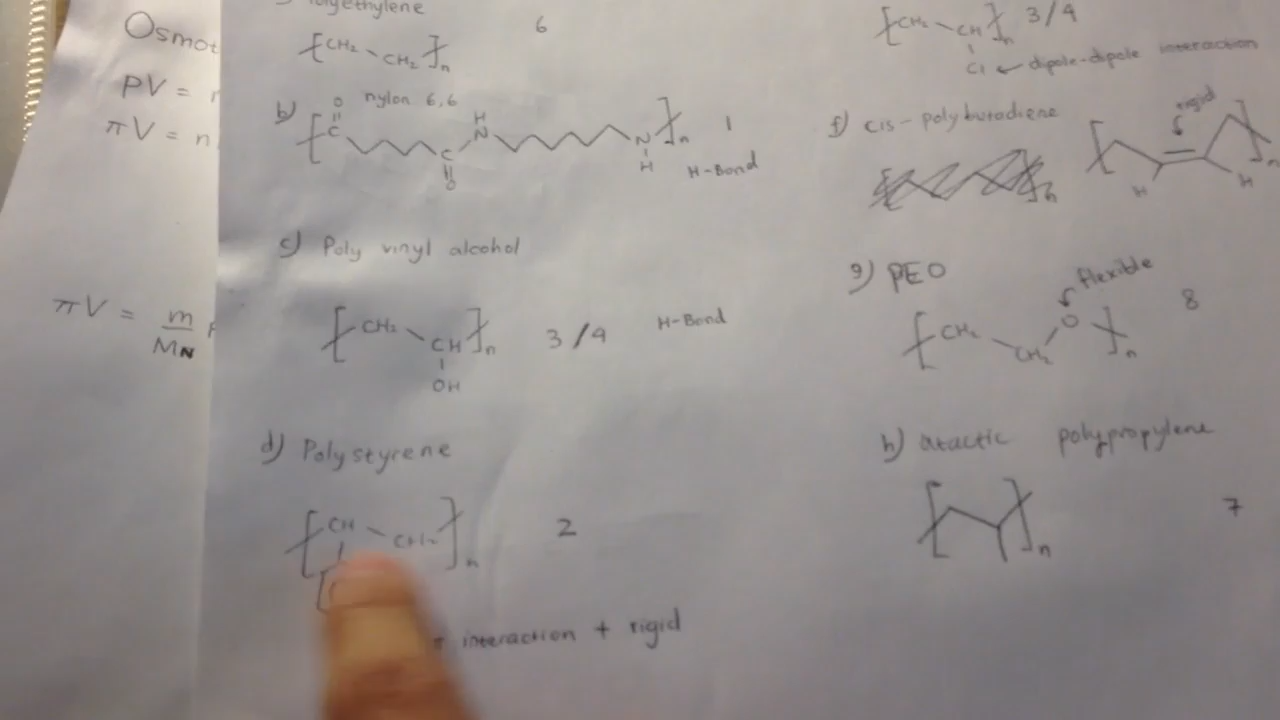 Osmot
PV =
πV = n
πV = m
MN
Polyethylene
6
[CH2 CH2]n
b) nylon 6,6
O
C
H
N
C
O
N
H
n
1
H-Bond
c) Poly vinyl alcohol
[CH2 CH]n
OH
3/4
H-Bond
d) Polystyrene
[CH CH2]n
2
interaction + rigid
[CH2 CH]n 3/4
Cl ← dipole-dipole interaction
f) cis-polybutadiene
rigid
H
H
n
g) PEO
flexible
[CH2 CH2 O]n
8
h) atactic polypropylene
n
7